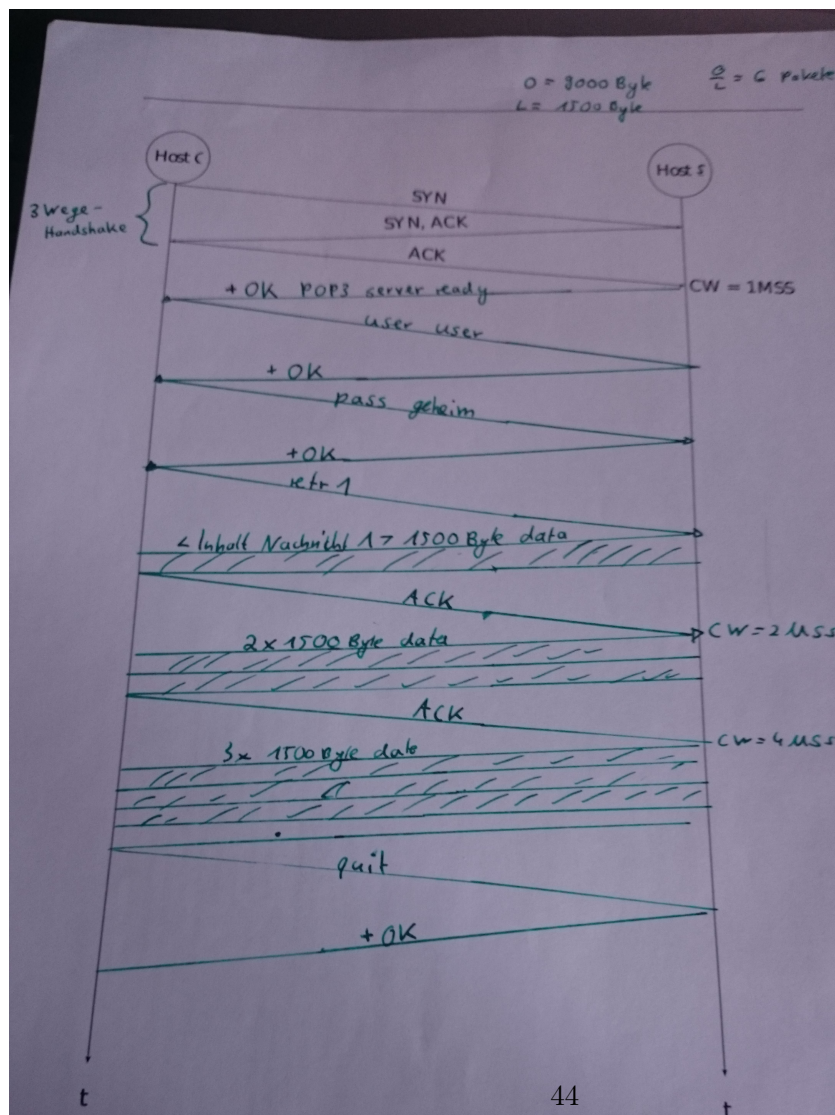 O = 9000 Byte
O/L = 6 Pakete
L = 1500 Byte
Host C
Host S
3 Wege-
Handshake
SYN
SYN, ACK
ACK
+ OK POP3 server ready
CW = 1MSS
user user
+ OK
pass geheim
+OK
retr 1
< Inhalt Nachricht 1> 1500 Byte data
ACK
CW = 2 MSS
2x 1500 Byte data
ACK
CW = 4 MSS
3x 1500 Byte data
quit
+ OK
t
44
t